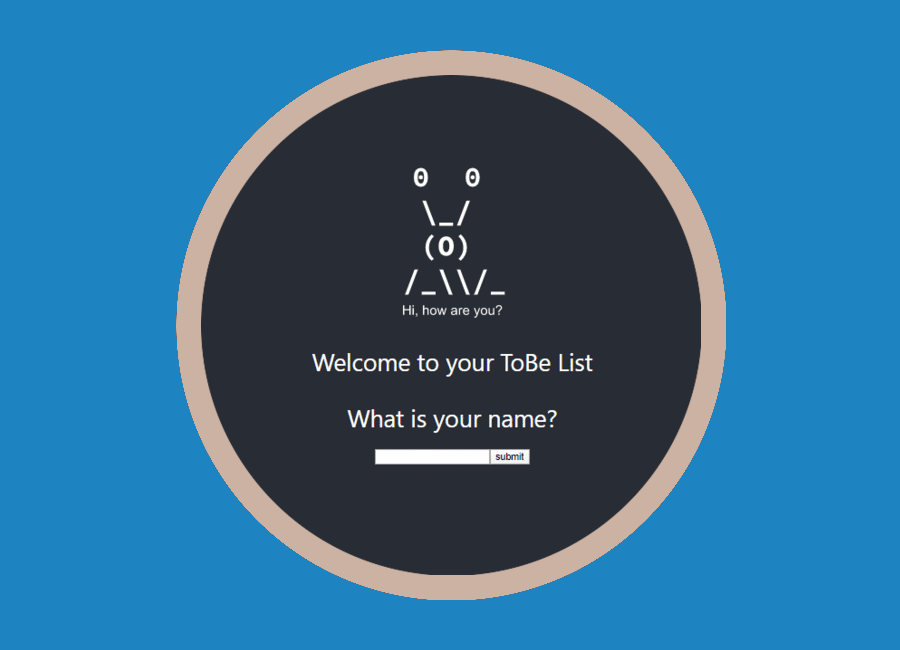 0  0
\_/
(O)
/_\\/_
Hi, how are you?
Welcome to your ToBe List
What is your name?
submit